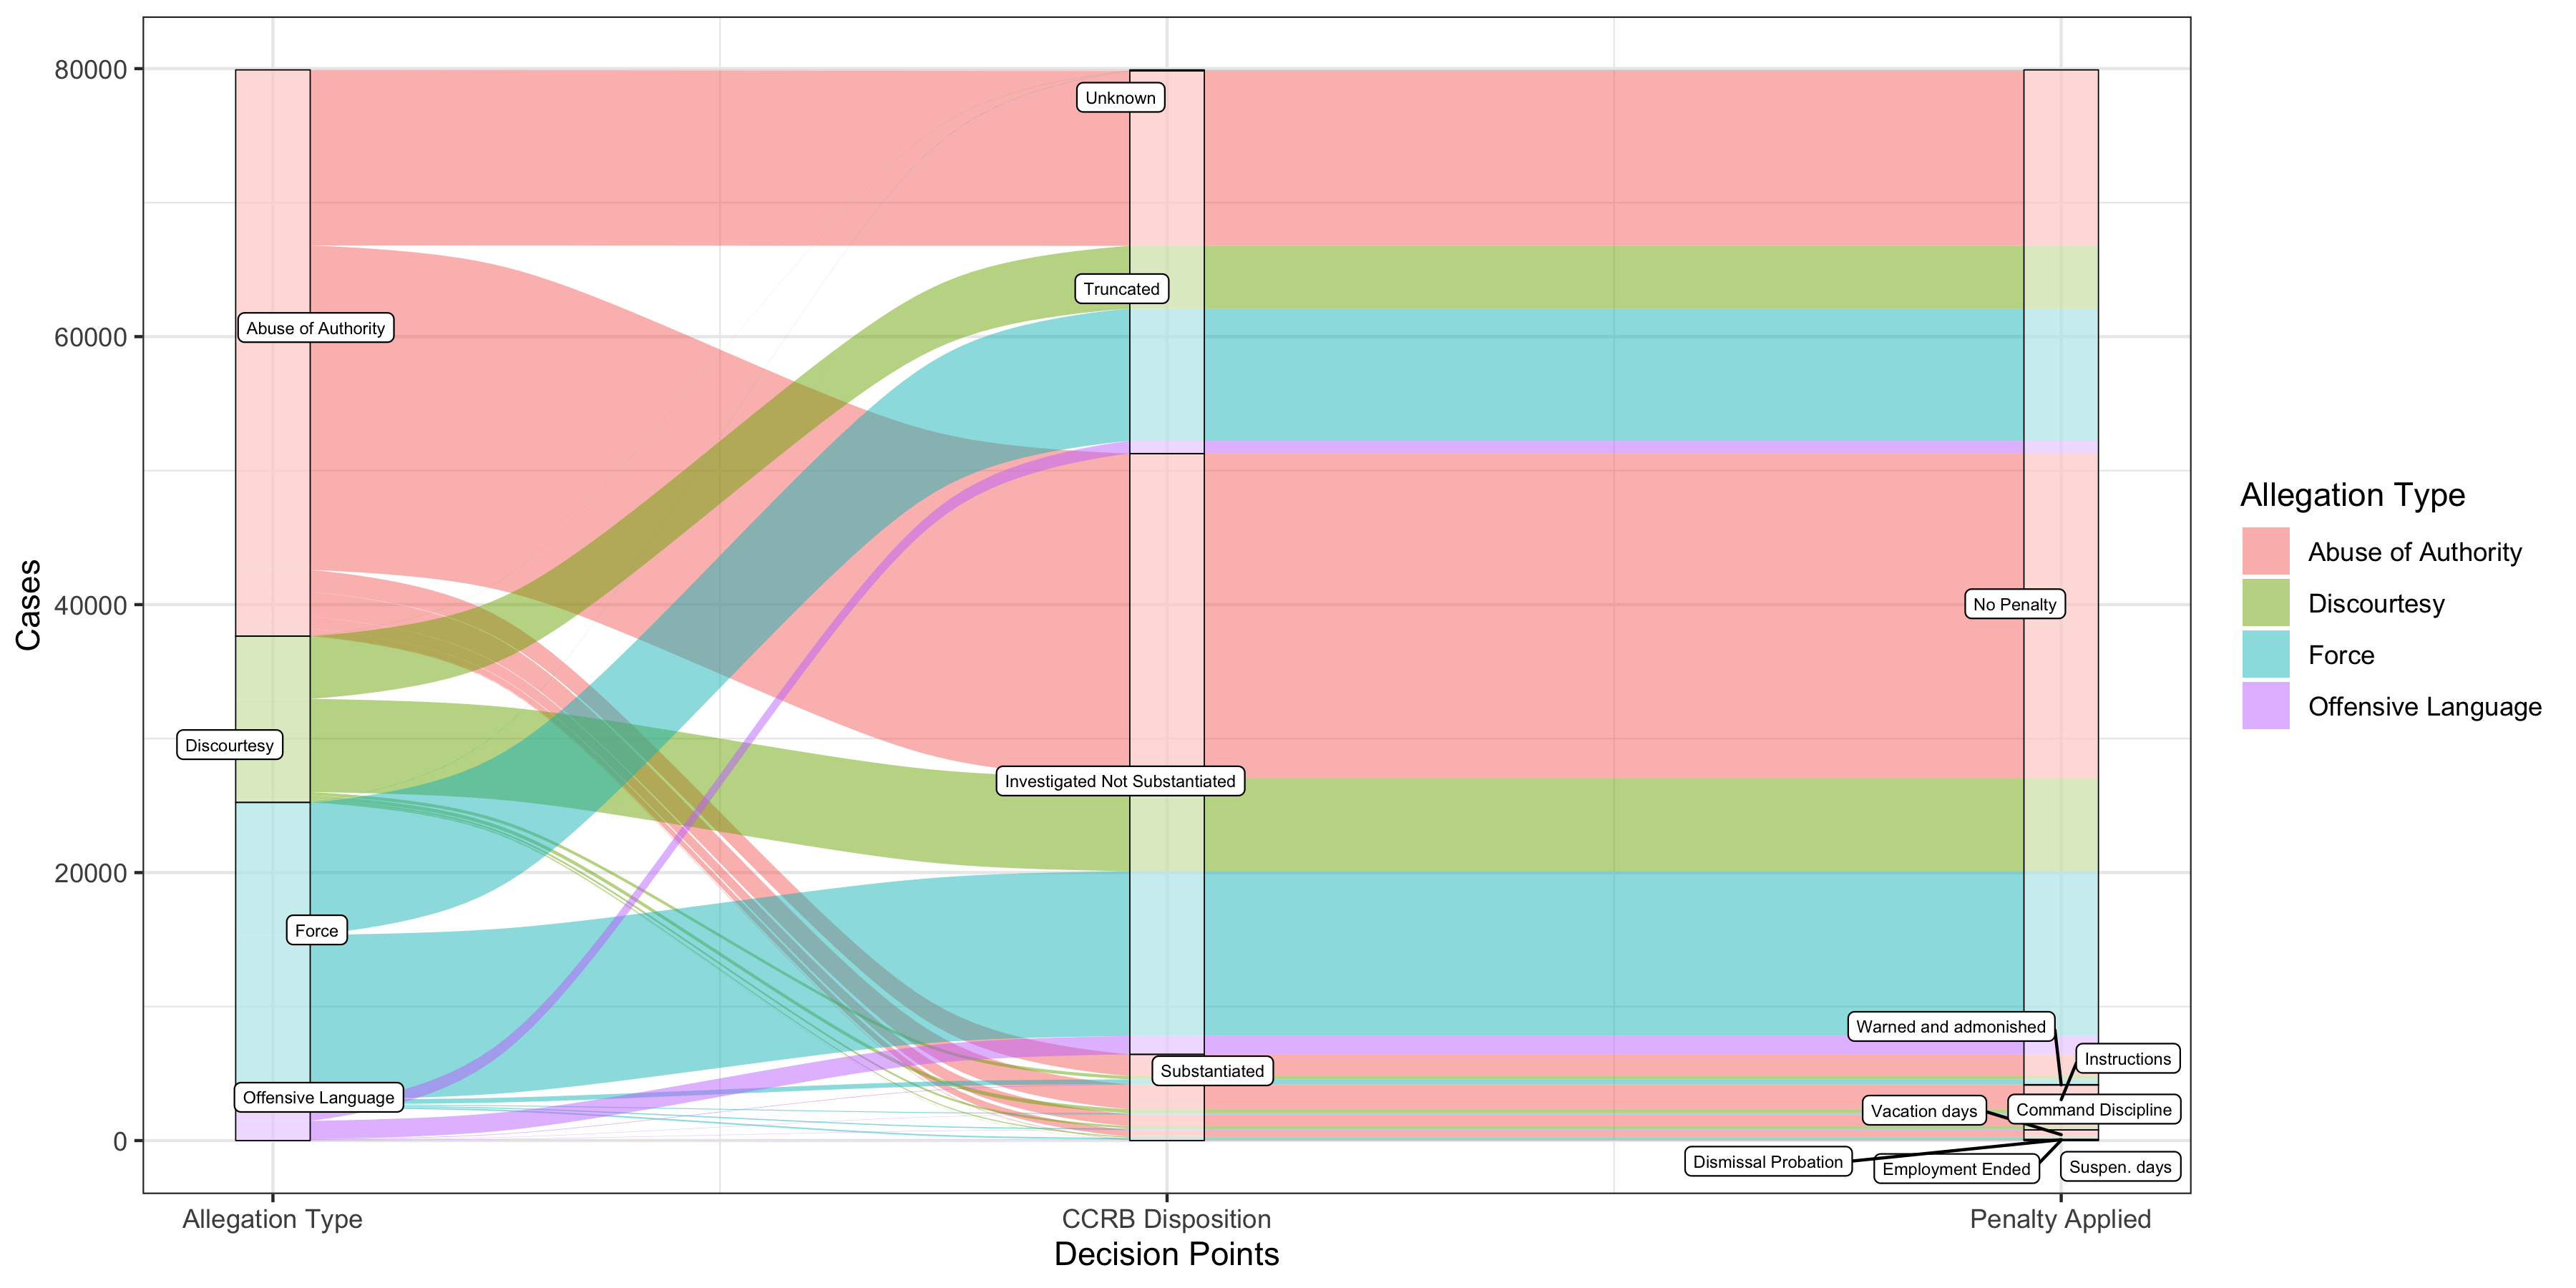 80000
60000
40000
20000
0
Cases
Unknown
Truncated
Abuse of Authority
No Penalty
Discourtesy
Investigated Not Substantiated
Force
Warned and admonished
Instructions
Substantiated
Offensive Language
Vacation days
Command Discipline
Dismissal Probation
Employment Ended
Suspen. days
Allegation Type
CCRB Disposition
Penalty Applied
Decision Points
Allegation Type
Abuse of Authority
Discourtesy
Force
Offensive Language